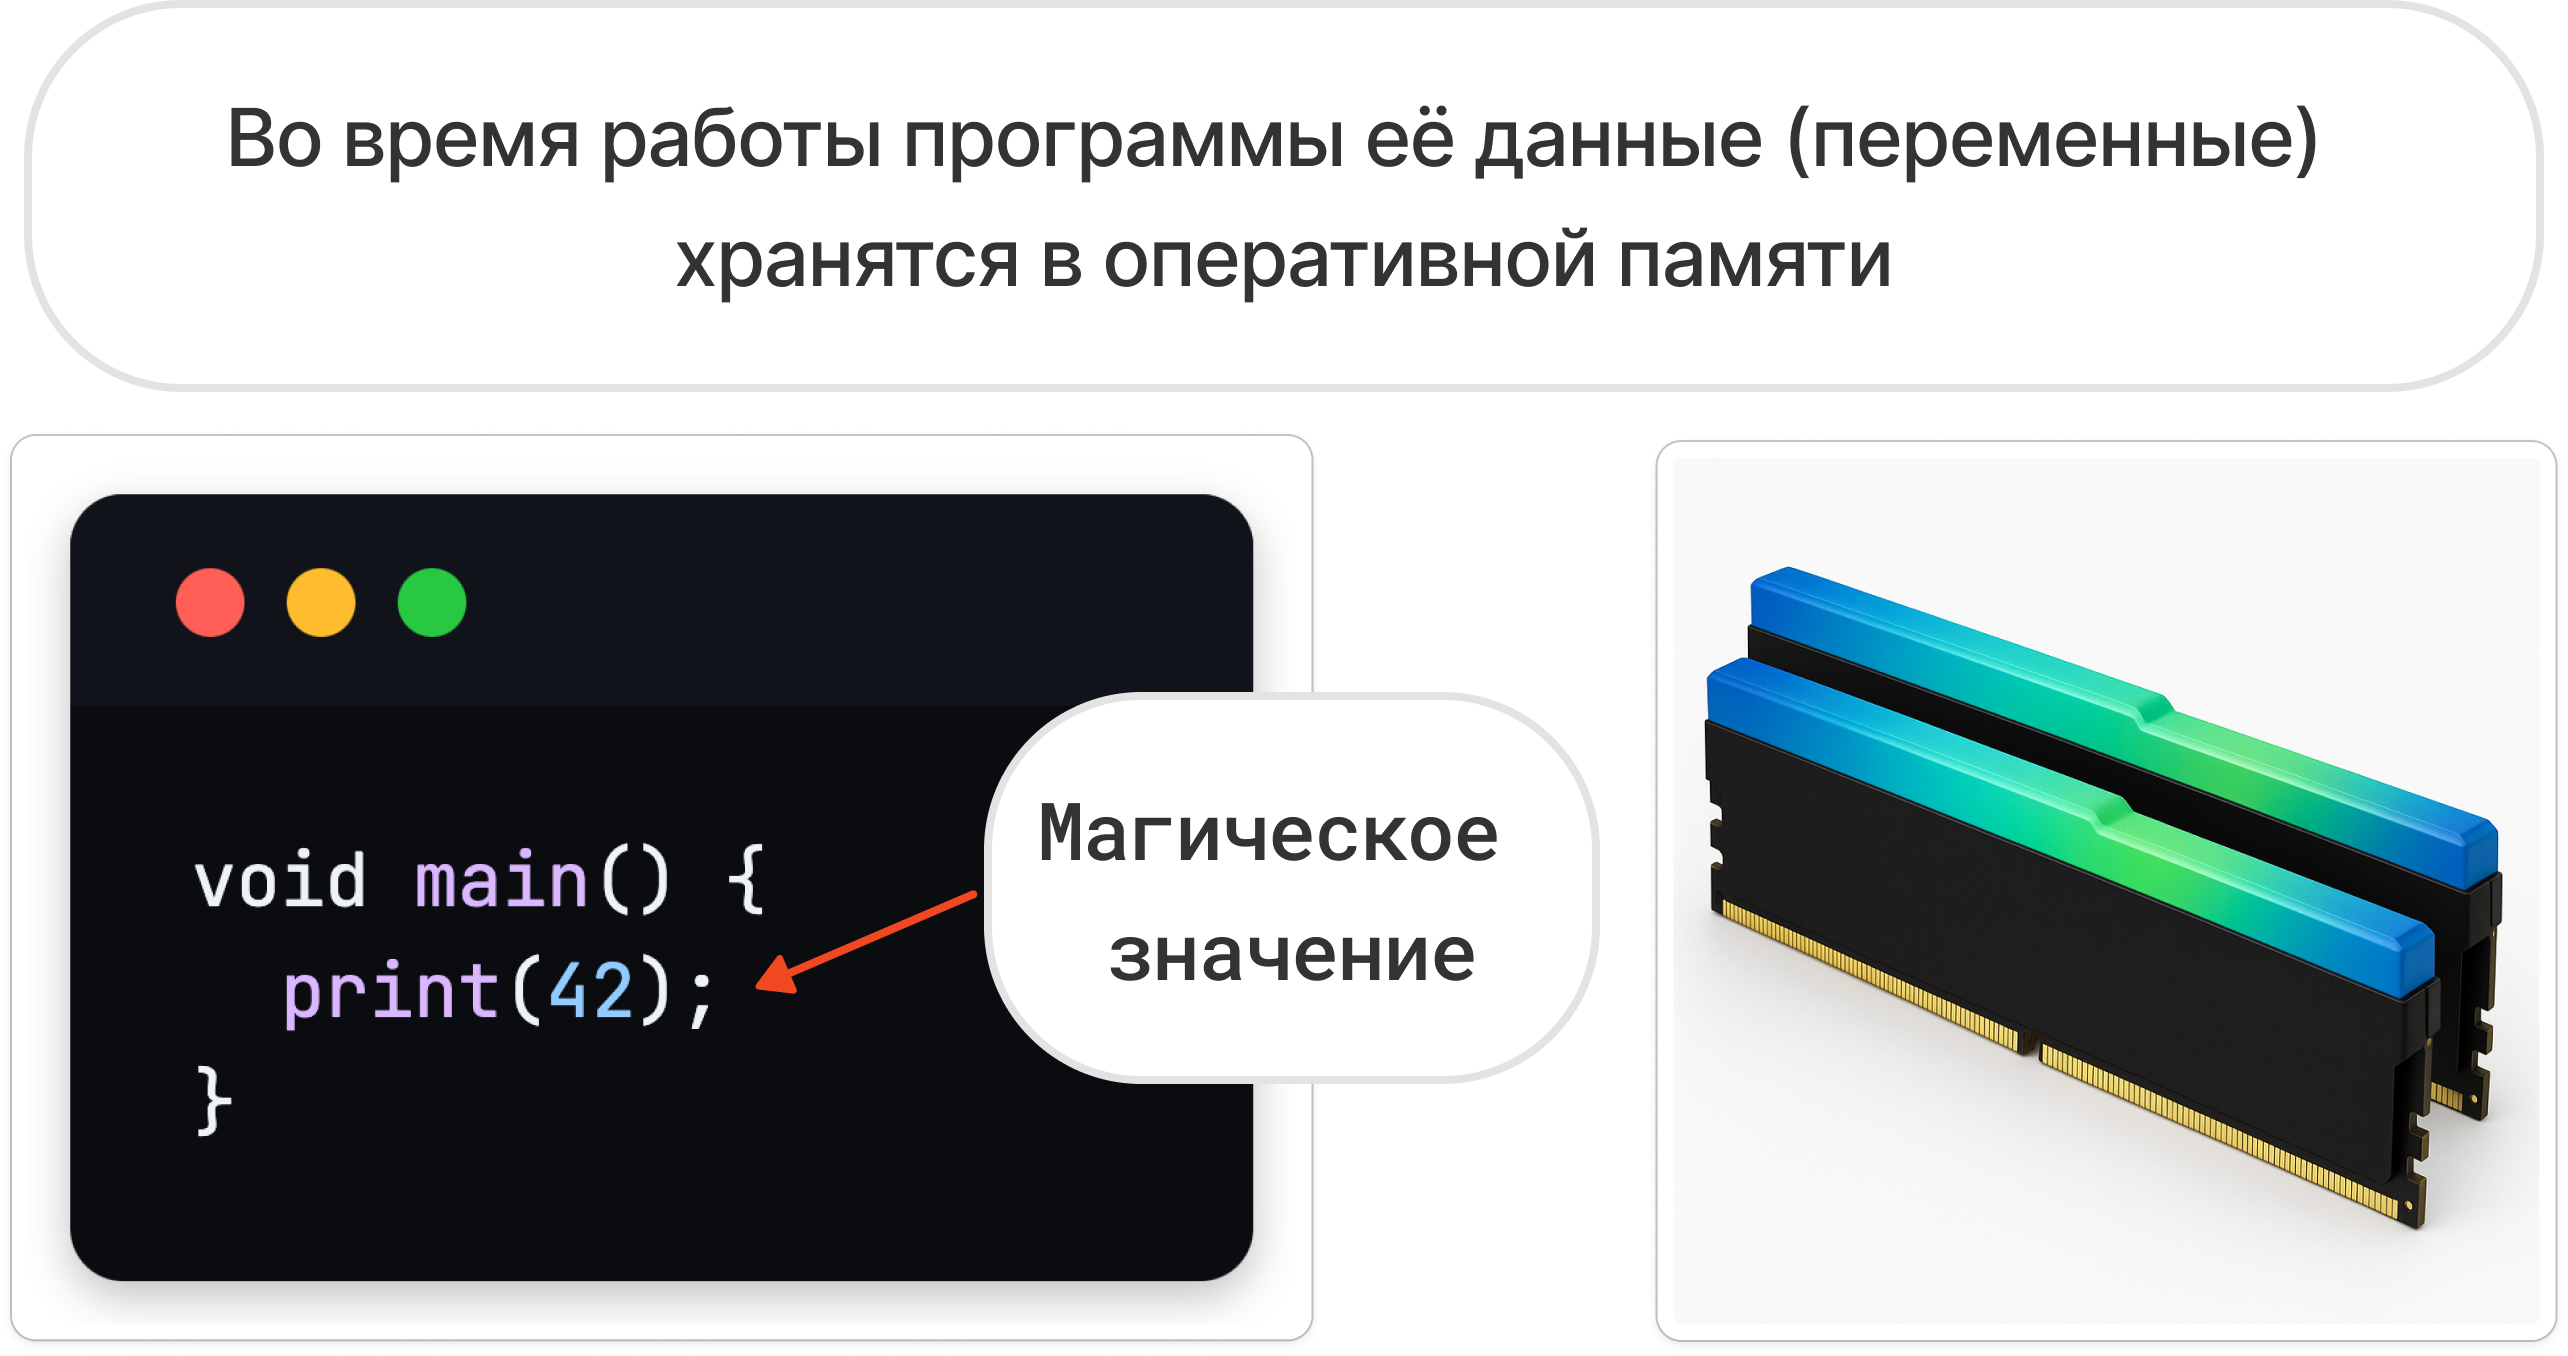 Во время работы программы её данные (переменные)
хранятся в оперативной памяти
void main() {
print(42);
}
Магическое
значение